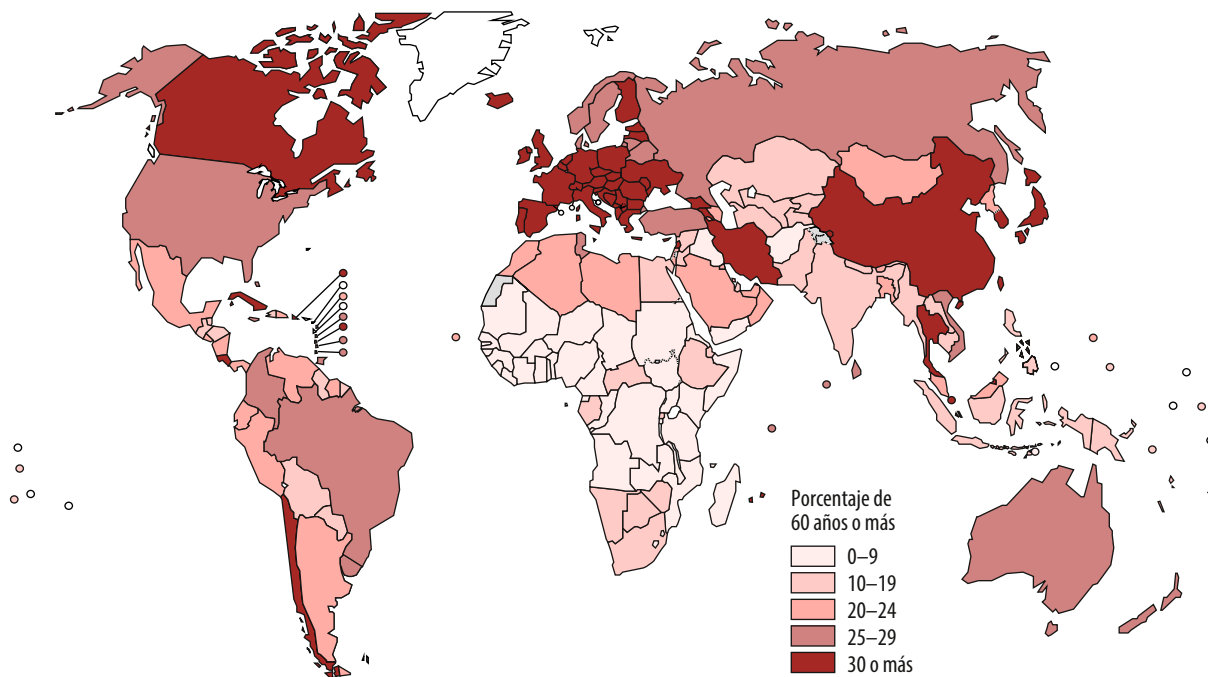 Porcentaje de
60 años o más
0–9
10–19
20–24
25–29
30 o más